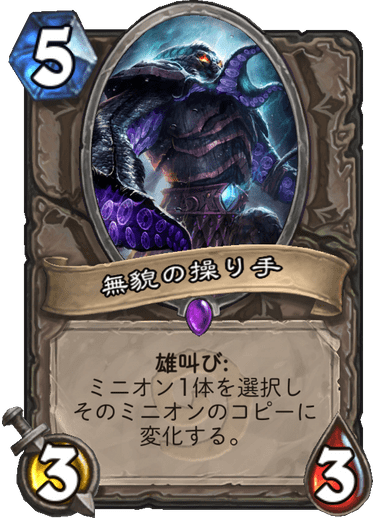 5
無貌の操り手
雄叫び:
ミニオン1体を選択し
そのミニオンのコピーに
変化する。
3
3